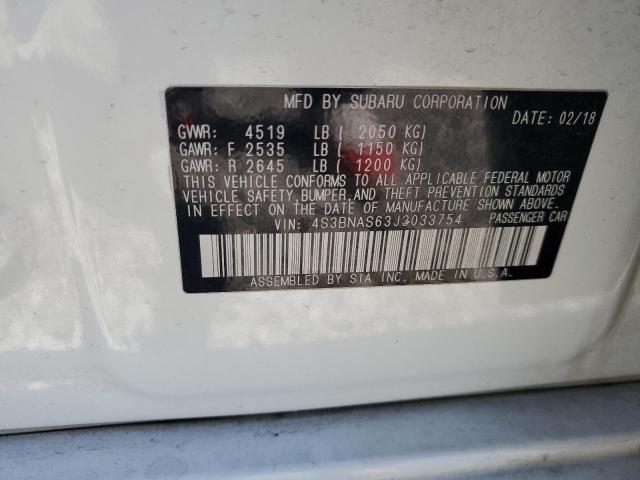 MFD BY SUBARU CORPORATION
DATE: 02/18
GVWR: 4519 LB ( 2050 KG)
GAWR: F 2535 LB ( 1150 KG)
GAWR: R 2645 LB ( 1200 KG)
THIS VEHICLE CONFORMS TO ALL APPLICABLE FEDERAL MOTOR
VEHICLE SAFETY, BUMPER, AND THEFT PREVENTION STANDARDS
IN EFFECT ON THE DATE OF MANUFACTURE SHOWN ABOVE.
VIN: 4S3BNAS63J3033754 PASSENGER CAR
ASSEMBLED BY SIA INC. MADE IN U.S.A.